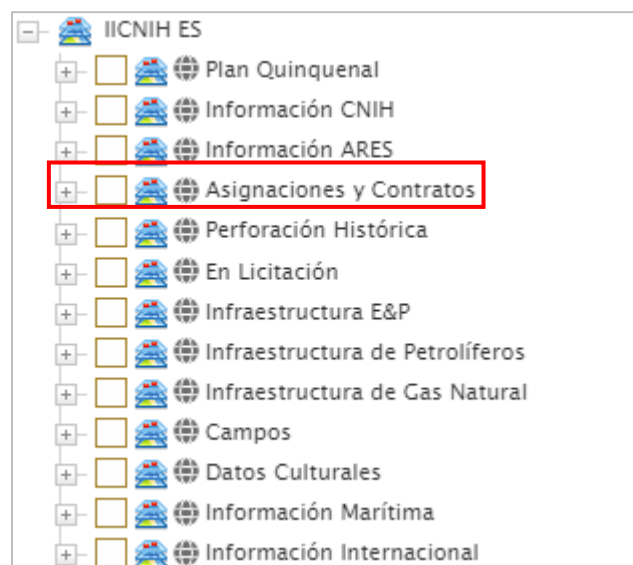 IICNIH ES
Plan Quinquenal
Información CNIH
Información ARES
Asignaciones y Contratos
Perforación Histórica
En Licitación
Infraestructura E&P
Infraestructura de Petrolíferos
Infraestructura de Gas Natural
Campos
Datos Culturales
Información Marítima
Información Internacional